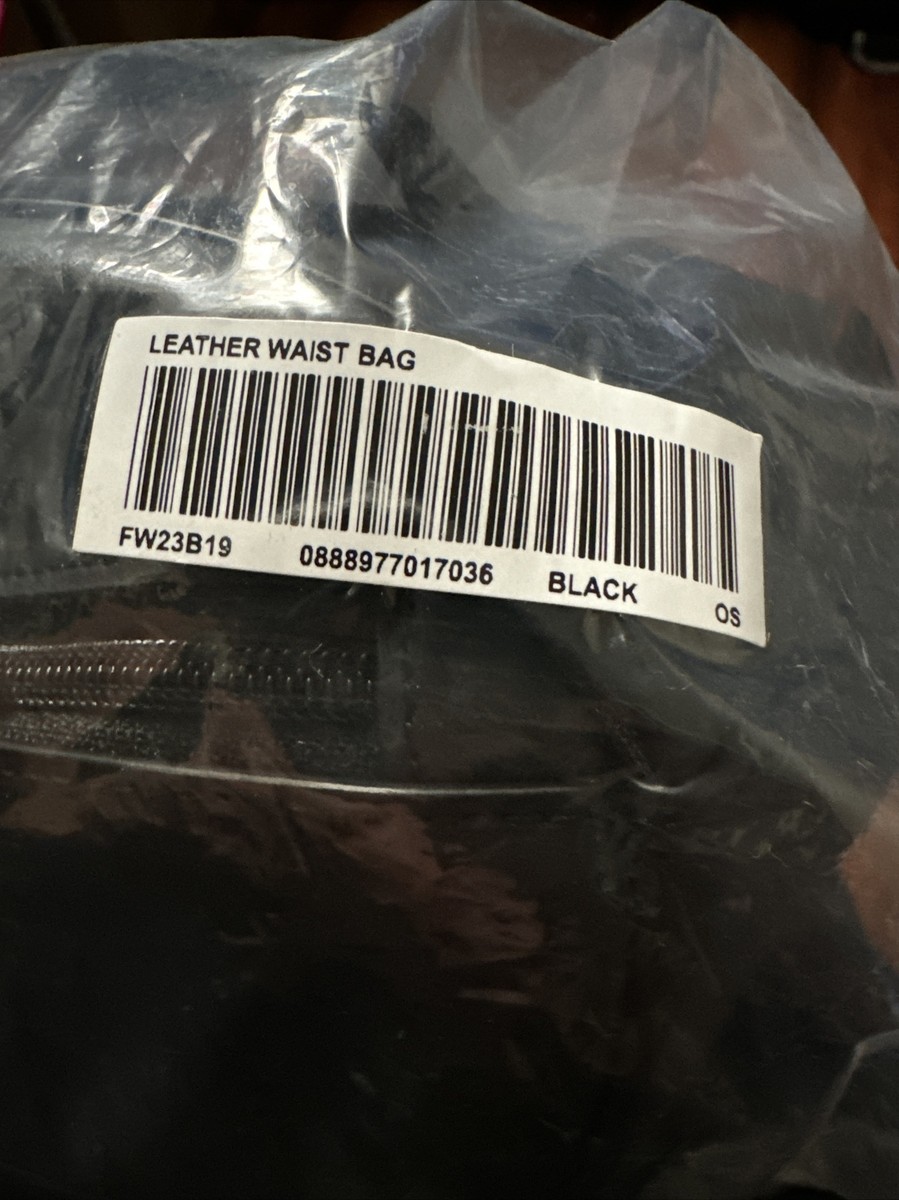 LEATHER WAIST BAG
FW23B19 0888977017036 BLACK OS